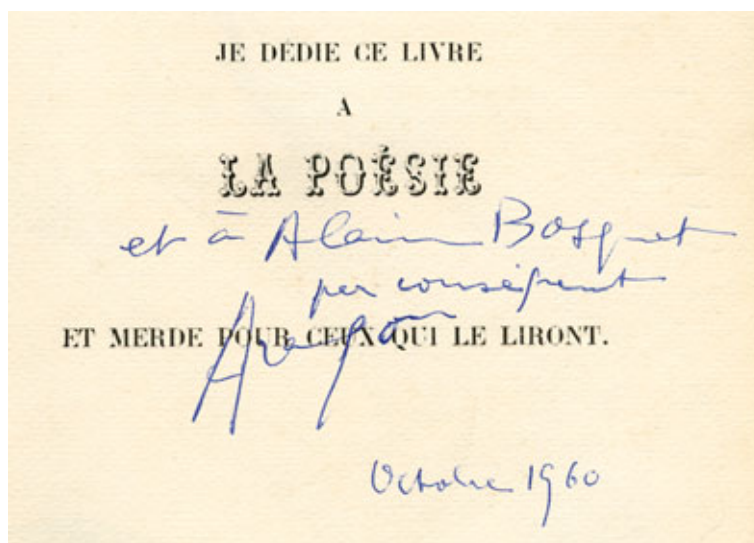 JE DÉDIE CE LIVRE
A
LA POÉSIE
et à Alain Bosquet
par conséquent
ET MERDE POUR CEUX QUI LE LIRONT.
Aragon
Octobre 1960